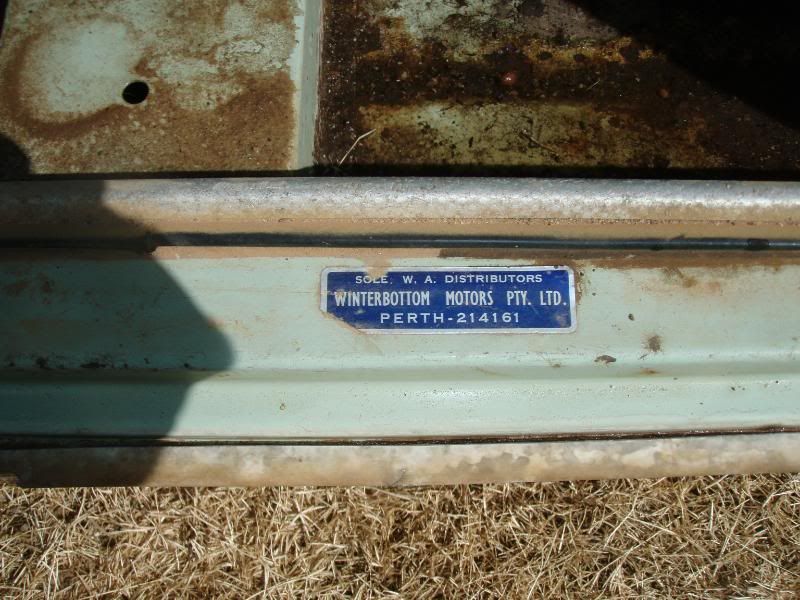 SOLE W. A. DISTRIBUTORS
WINTERBOTTOM MOTORS PTY. LTD.
PERTH-214161